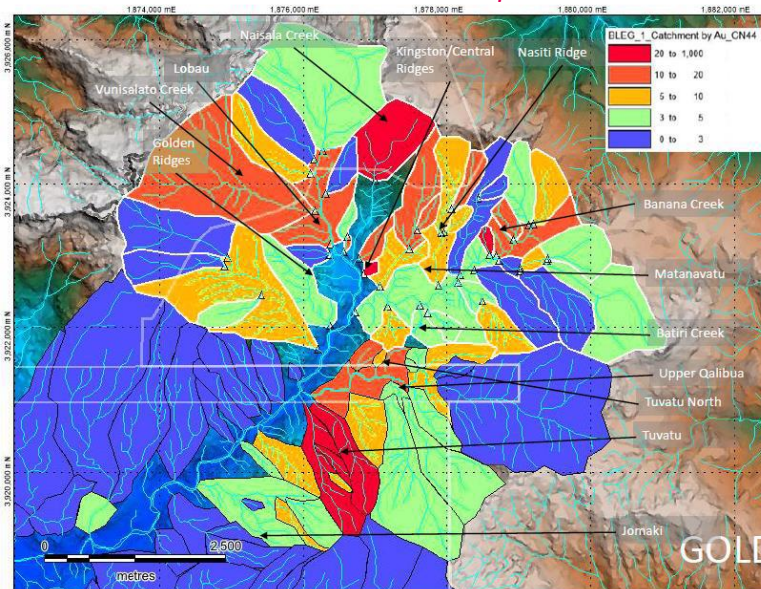 1,874,000 mE
1,876,000 mE
1,878,000 mE
1,880,000 mE
1,882,000 mE
3,926,000 mN
3,924,000 mN
3,922,000 mN
3,920,000 mN
BLEG_1_Catchment by Au_CN44
20 to 1,000
10 to 20
5 to 10
3 to 5
0 to 3
Naisala Creek
Kingston/Central
Ridges
Nasiti Ridge
Lobau
Vunisalato Creek
Golden
Ridges
Banana Creek
Matanavatu
Batiri Creek
Upper Qalibua
Tuvatu North
Tuvatu
Jomaki
0 2,500
metres
GOLD